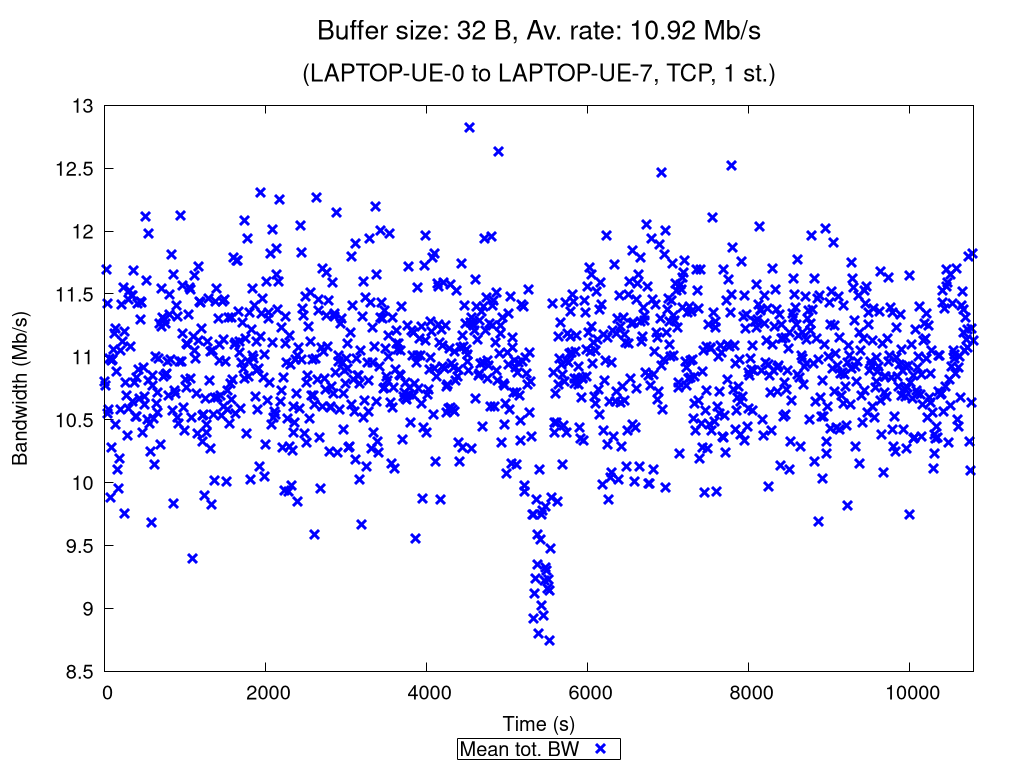 Buffer size: 32 B, Av. rate: 10.92 Mb/s
(LAPTOP-UE-0 to LAPTOP-UE-7, TCP, 1 st.)
13
12.5
12
11.5
11
10.5
10
9.5
9
8.5
Bandwidth (Mb/s)
0 2000 4000 6000 8000 10000
Time (s)
Mean tot. BW